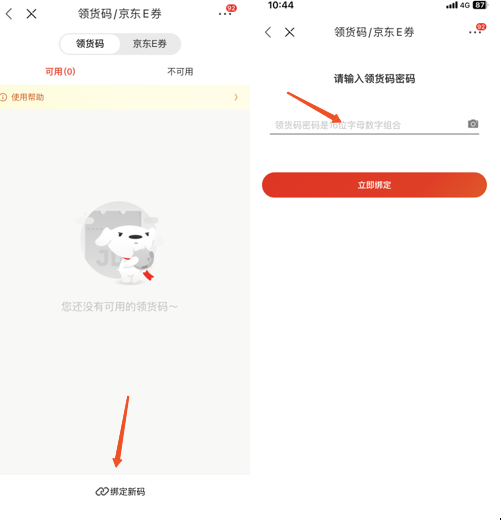 领货码/京东E券
92
领货码
京东E券
可用(0)
不可用
使用帮助
JD
您还没有可用的领货码~
绑定新码
10:44
4G
87
领货码/京东E券
92
请输入领货码密码
领货码密码是16位字母数字组合
立即绑定